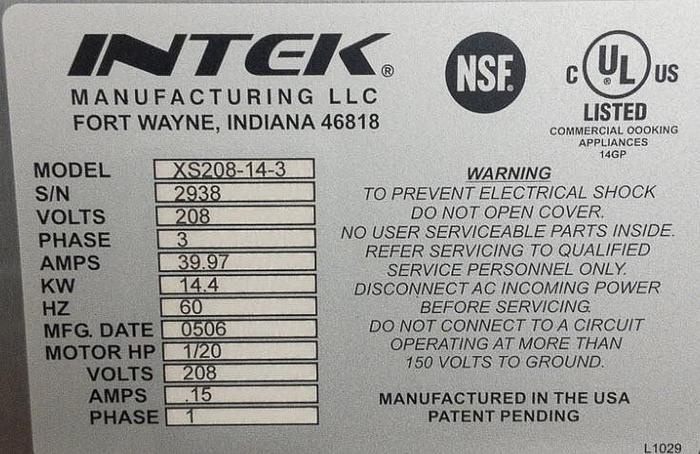 INTEK®
MANUFACTURING LLC
FORT WAYNE, INDIANA 46818
NSF®
C UL® US
LISTED
COMMERCIAL OOOKING
APPLIANCES
14GP
MODEL XS208-14-3
S/N 2938
VOLTS 208
PHASE 3
AMPS 39.97
KW 14.4
HZ 60
MFG. DATE 0506
MOTOR HP 1/20
VOLTS 208
AMPS .15
PHASE 1
WARNING
TO PREVENT ELECTRICAL SHOCK
DO NOT OPEN COVER.
NO USER SERVICEABLE PARTS INSIDE.
REFER SERVICING TO QUALIFIED
SERVICE PERSONNEL ONLY.
DISCONNECT AC INCOMING POWER
BEFORE SERVICING.
DO NOT CONNECT TO A CIRCUIT
OPERATING AT MORE THAN
150 VOLTS TO GROUND.
MANUFACTURED IN THE USA
PATENT PENDING
L1029